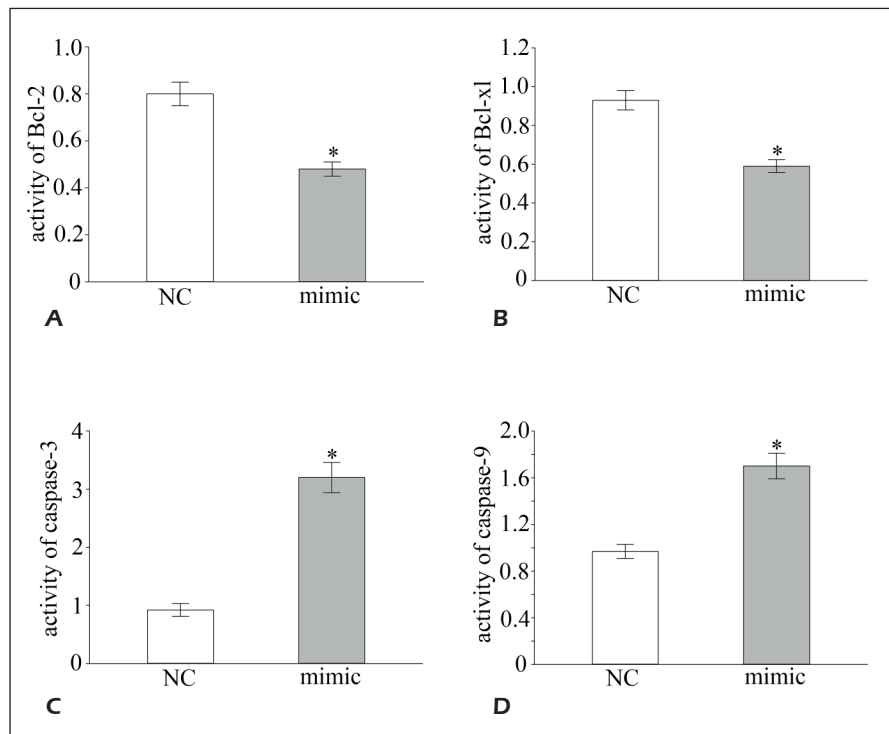 activity of Bcl-2
1.0
0.8
0.6
0.4
0.2
0
*
NC
mimic
A
activity of Bcl-xl
1.2
1.0
0.8
0.6
0.4
0.2
0
*
NC
mimic
B
activity of caspase-3
4
3
2
1
0
*
NC
mimic
C
activity of caspase-9
2.0
1.6
1.2
0.8
0.4
0
*
NC
mimic
D